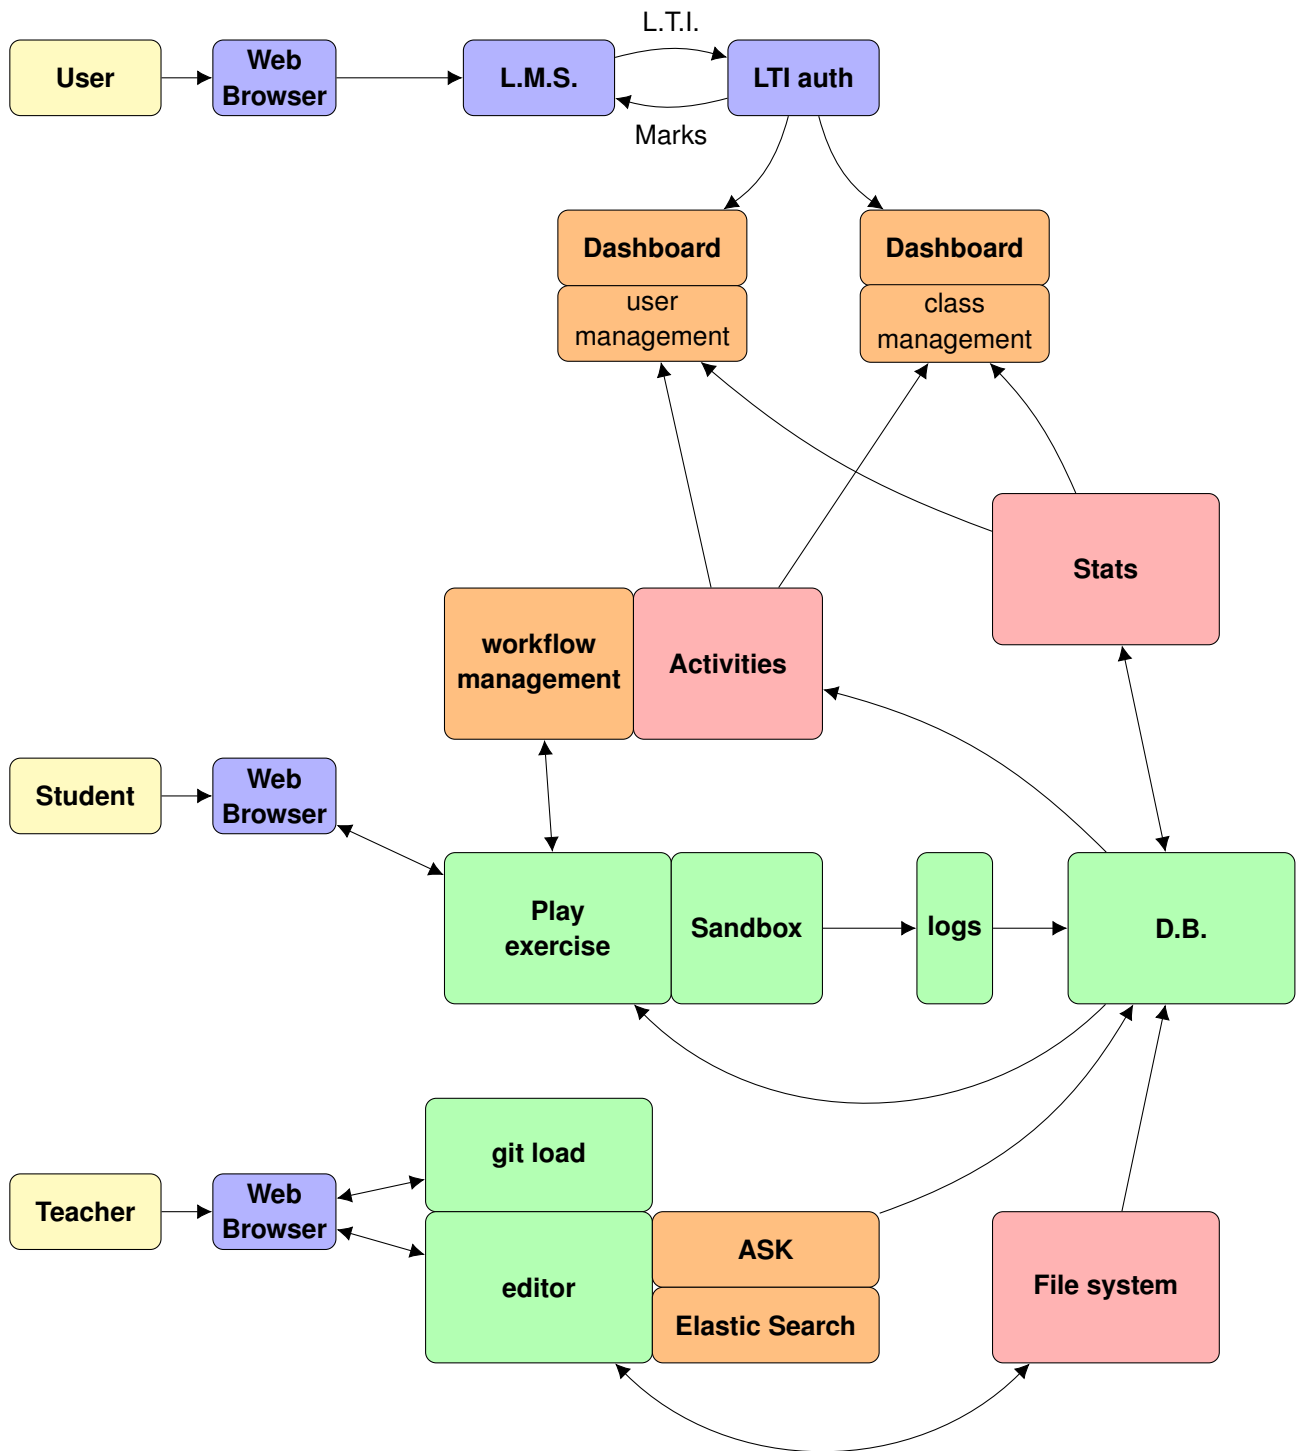 L.T.I.
User
Web
Browser
L.M.S.
LTI auth
Marks
Dashboard
user
management
Dashboard
class
management
Stats
workflow
management
Activities
Student
Web
Browser
Play
exercise
Sandbox
logs
D.B.
git load
Teacher
Web
Browser
editor
ASK
Elastic Search
File system